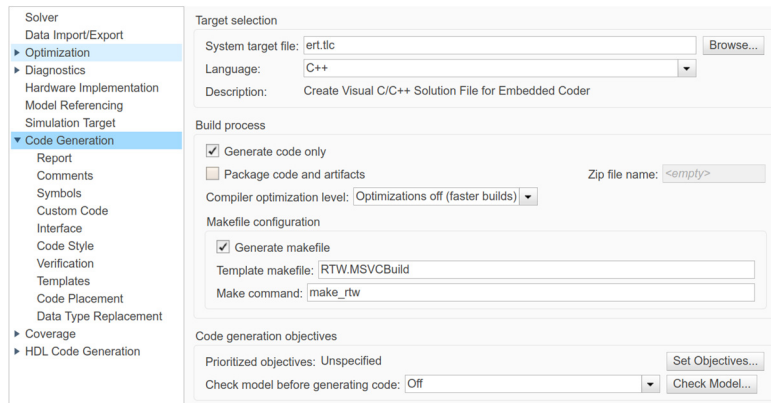 Solver
Data Import/Export
Optimization
Diagnostics
Hardware Implementation
Model Referencing
Simulation Target
Code Generation
Report
Comments
Symbols
Custom Code
Interface
Code Style
Verification
Templates
Code Placement
Data Type Replacement
Coverage
HDL Code Generation
Target selection
System target file: ert.tlc Browse...
Language: C++
Description: Create Visual C/C++ Solution File for Embedded Coder
Build process
Generate code only
Package code and artifacts Zip file name: <empty>
Compiler optimization level: Optimizations off (faster builds)
Makefile configuration
Generate makefile
Template makefile: RTW.MSVCBuild
Make command: make_rtw
Code generation objectives
Prioritized objectives: Unspecified Set Objectives...
Check model before generating code: Off Check Model...